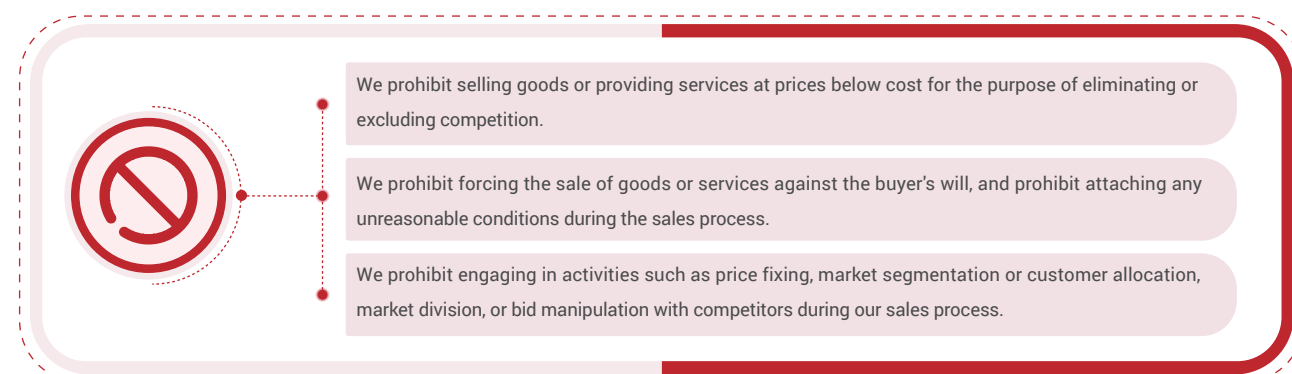 We prohibit selling goods or providing services at prices below cost for the purpose of eliminating or
excluding competition.
We prohibit forcing the sale of goods or services against the buyer's will, and prohibit attaching any
unreasonable conditions during the sales process.
We prohibit engaging in activities such as price fixing, market segmentation or customer allocation,
market division, or bid manipulation with competitors during our sales process.